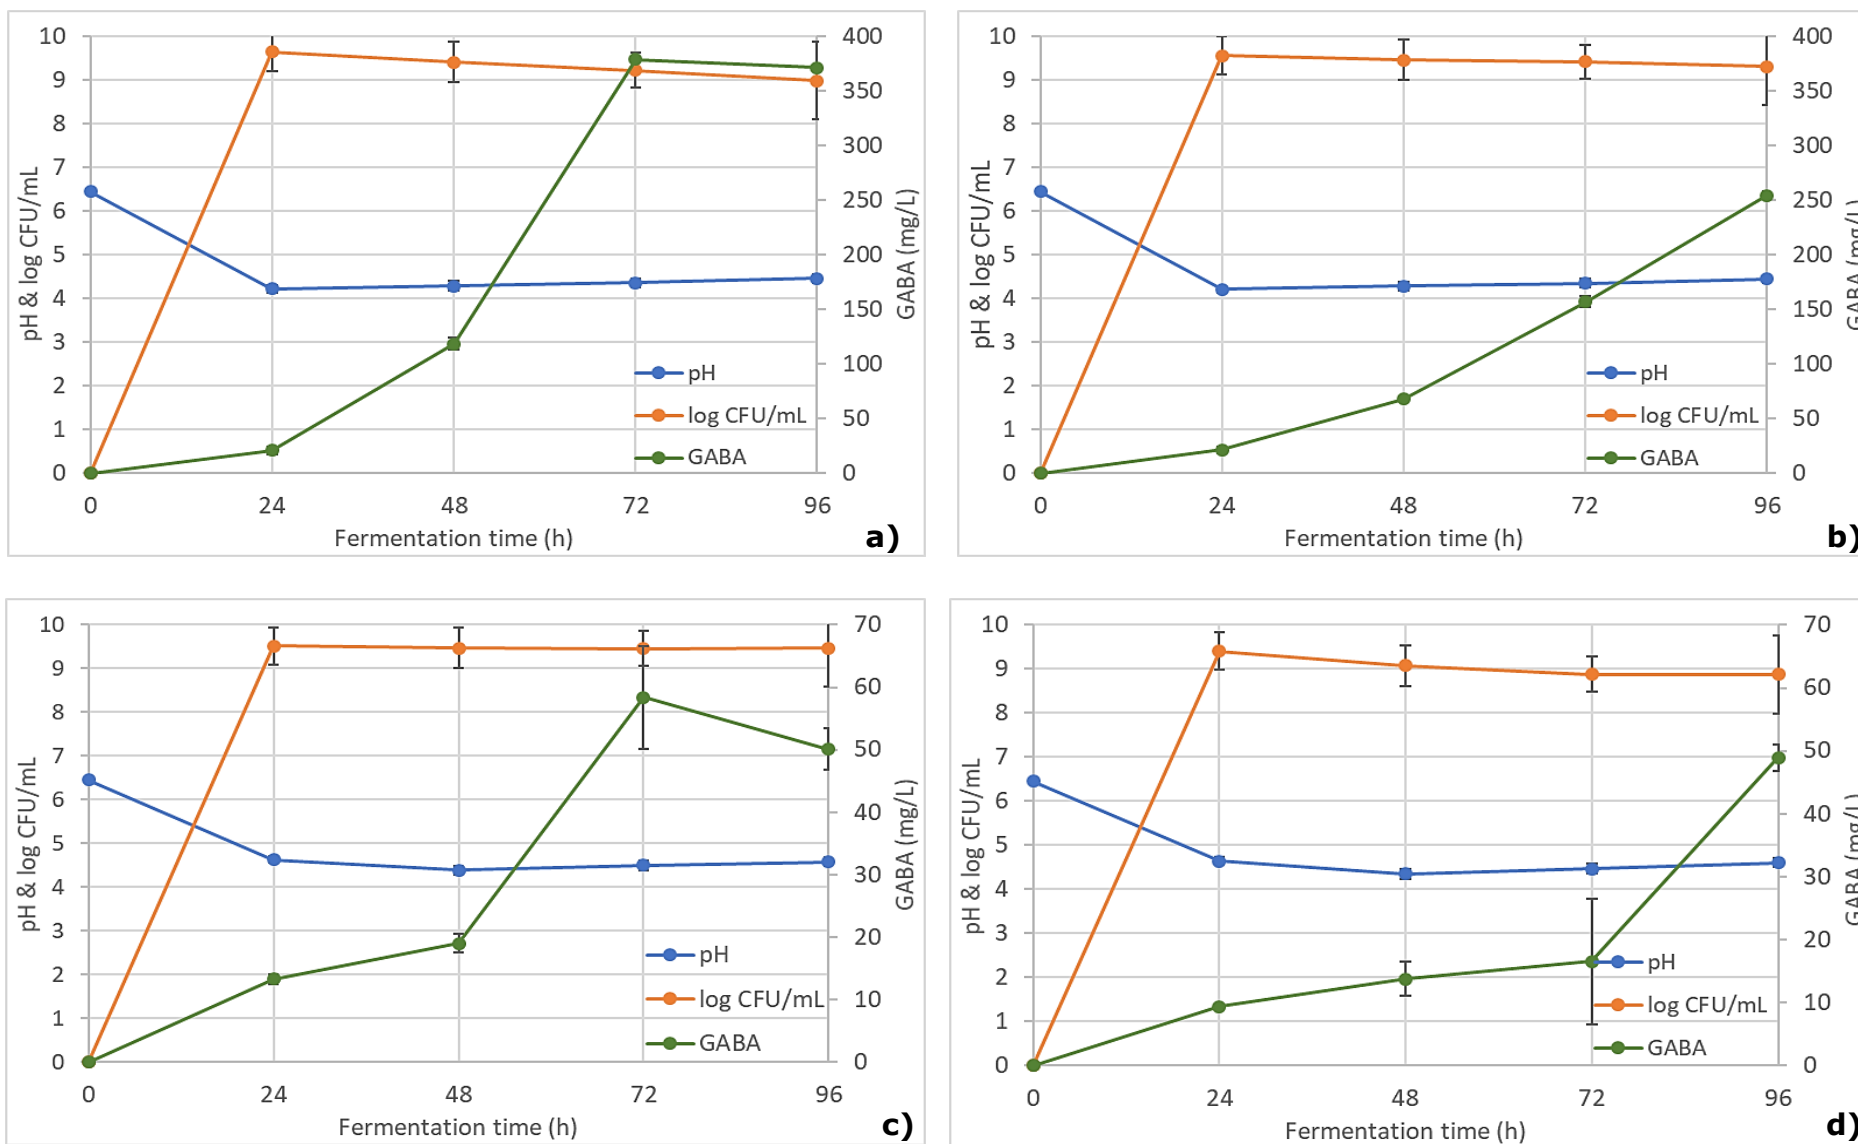 10
9
8
7
6
5
4
3
2
1
0
pH & log CFU/mL
400
350
300
250
200
150
100
50
0
GABA (mg/L)
pH
log CFU/mL
GABA
0 24 48 72 96
Fermentation time (h)
a)
10
9
8
7
6
5
4
3
2
1
0
pH & log CFU/mL
400
350
300
250
200
150
100
50
0
GABA (mg/L)
pH
log CFU/mL
GABA
0 24 48 72 96
Fermentation time (h)
b)
10
9
8
7
6
5
4
3
2
1
0
pH & log CFU/mL
70
60
50
40
30
20
10
0
GABA (mg/L)
pH
log CFU/mL
GABA
0 24 48 72 96
Fermentation time (h)
c)
10
9
8
7
6
5
4
3
2
1
0
pH & log CFU/mL
70
60
50
40
30
20
10
0
GABA (mg/L)
pH
log CFU/mL
GABA
0 24 48 72 96
Fermentation time (h)
d)